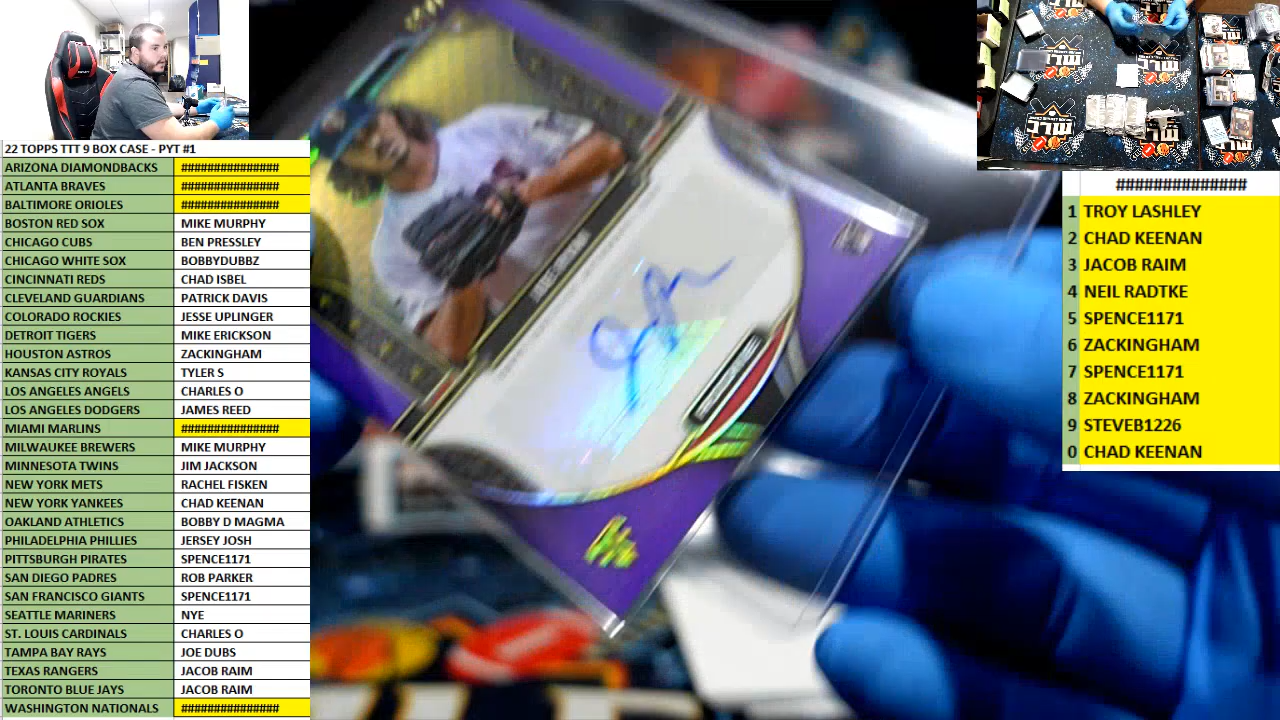 22 TOPPS TTT 9 BOX CASE - PYT #1
ARIZONA DIAMONDBACKS ###############
ATLANTA BRAVES ###############
BALTIMORE ORIOLES ###############
BOSTON RED SOX MIKE MURPHY
CHICAGO CUBS BEN PRESSLEY
CHICAGO WHITE SOX BOBBYDUBBZ
CINCINNATI REDS CHAD ISBEL
CLEVELAND GUARDIANS PATRICK DAVIS
COLORADO ROCKIES JESSE UPLINGER
DETROIT TIGERS MIKE ERICKSON
HOUSTON ASTROS ZACKINGHAM
KANSAS CITY ROYALS TYLER S
LOS ANGELES ANGELS CHARLES O
LOS ANGELES DODGERS JAMES REED
MIAMI MARLINS ###############
MILWAUKEE BREWERS MIKE MURPHY
MINNESOTA TWINS JIM JACKSON
NEW YORK METS RACHEL FISKEN
NEW YORK YANKEES CHAD KEENAN
OAKLAND ATHLETICS BOBBY D MAGMA
PHILADELPHIA PHILLIES JERSEY JOSH
PITTSBURGH PIRATES SPENCE1171
SAN DIEGO PADRES ROB PARKER
SAN FRANCISCO GIANTS SPENCE1171
SEATTLE MARINERS NYE
ST. LOUIS CARDINALS CHARLES O
TAMPA BAY RAYS JOE DUBS
TEXAS RANGERS JACOB RAIM
TORONTO BLUE JAYS JACOB RAIM
WASHINGTON NATIONALS ###############
MLC
MLC
MLC
MLC
##############
1 TROY LASHLEY
2 CHAD KEENAN
3 JACOB RAIM
4 NEIL RADTKE
5 SPENCE1171
6 ZACKINGHAM
7 SPENCE1171
8 ZACKINGHAM
9 STEVEB1226
0 CHAD KEENAN